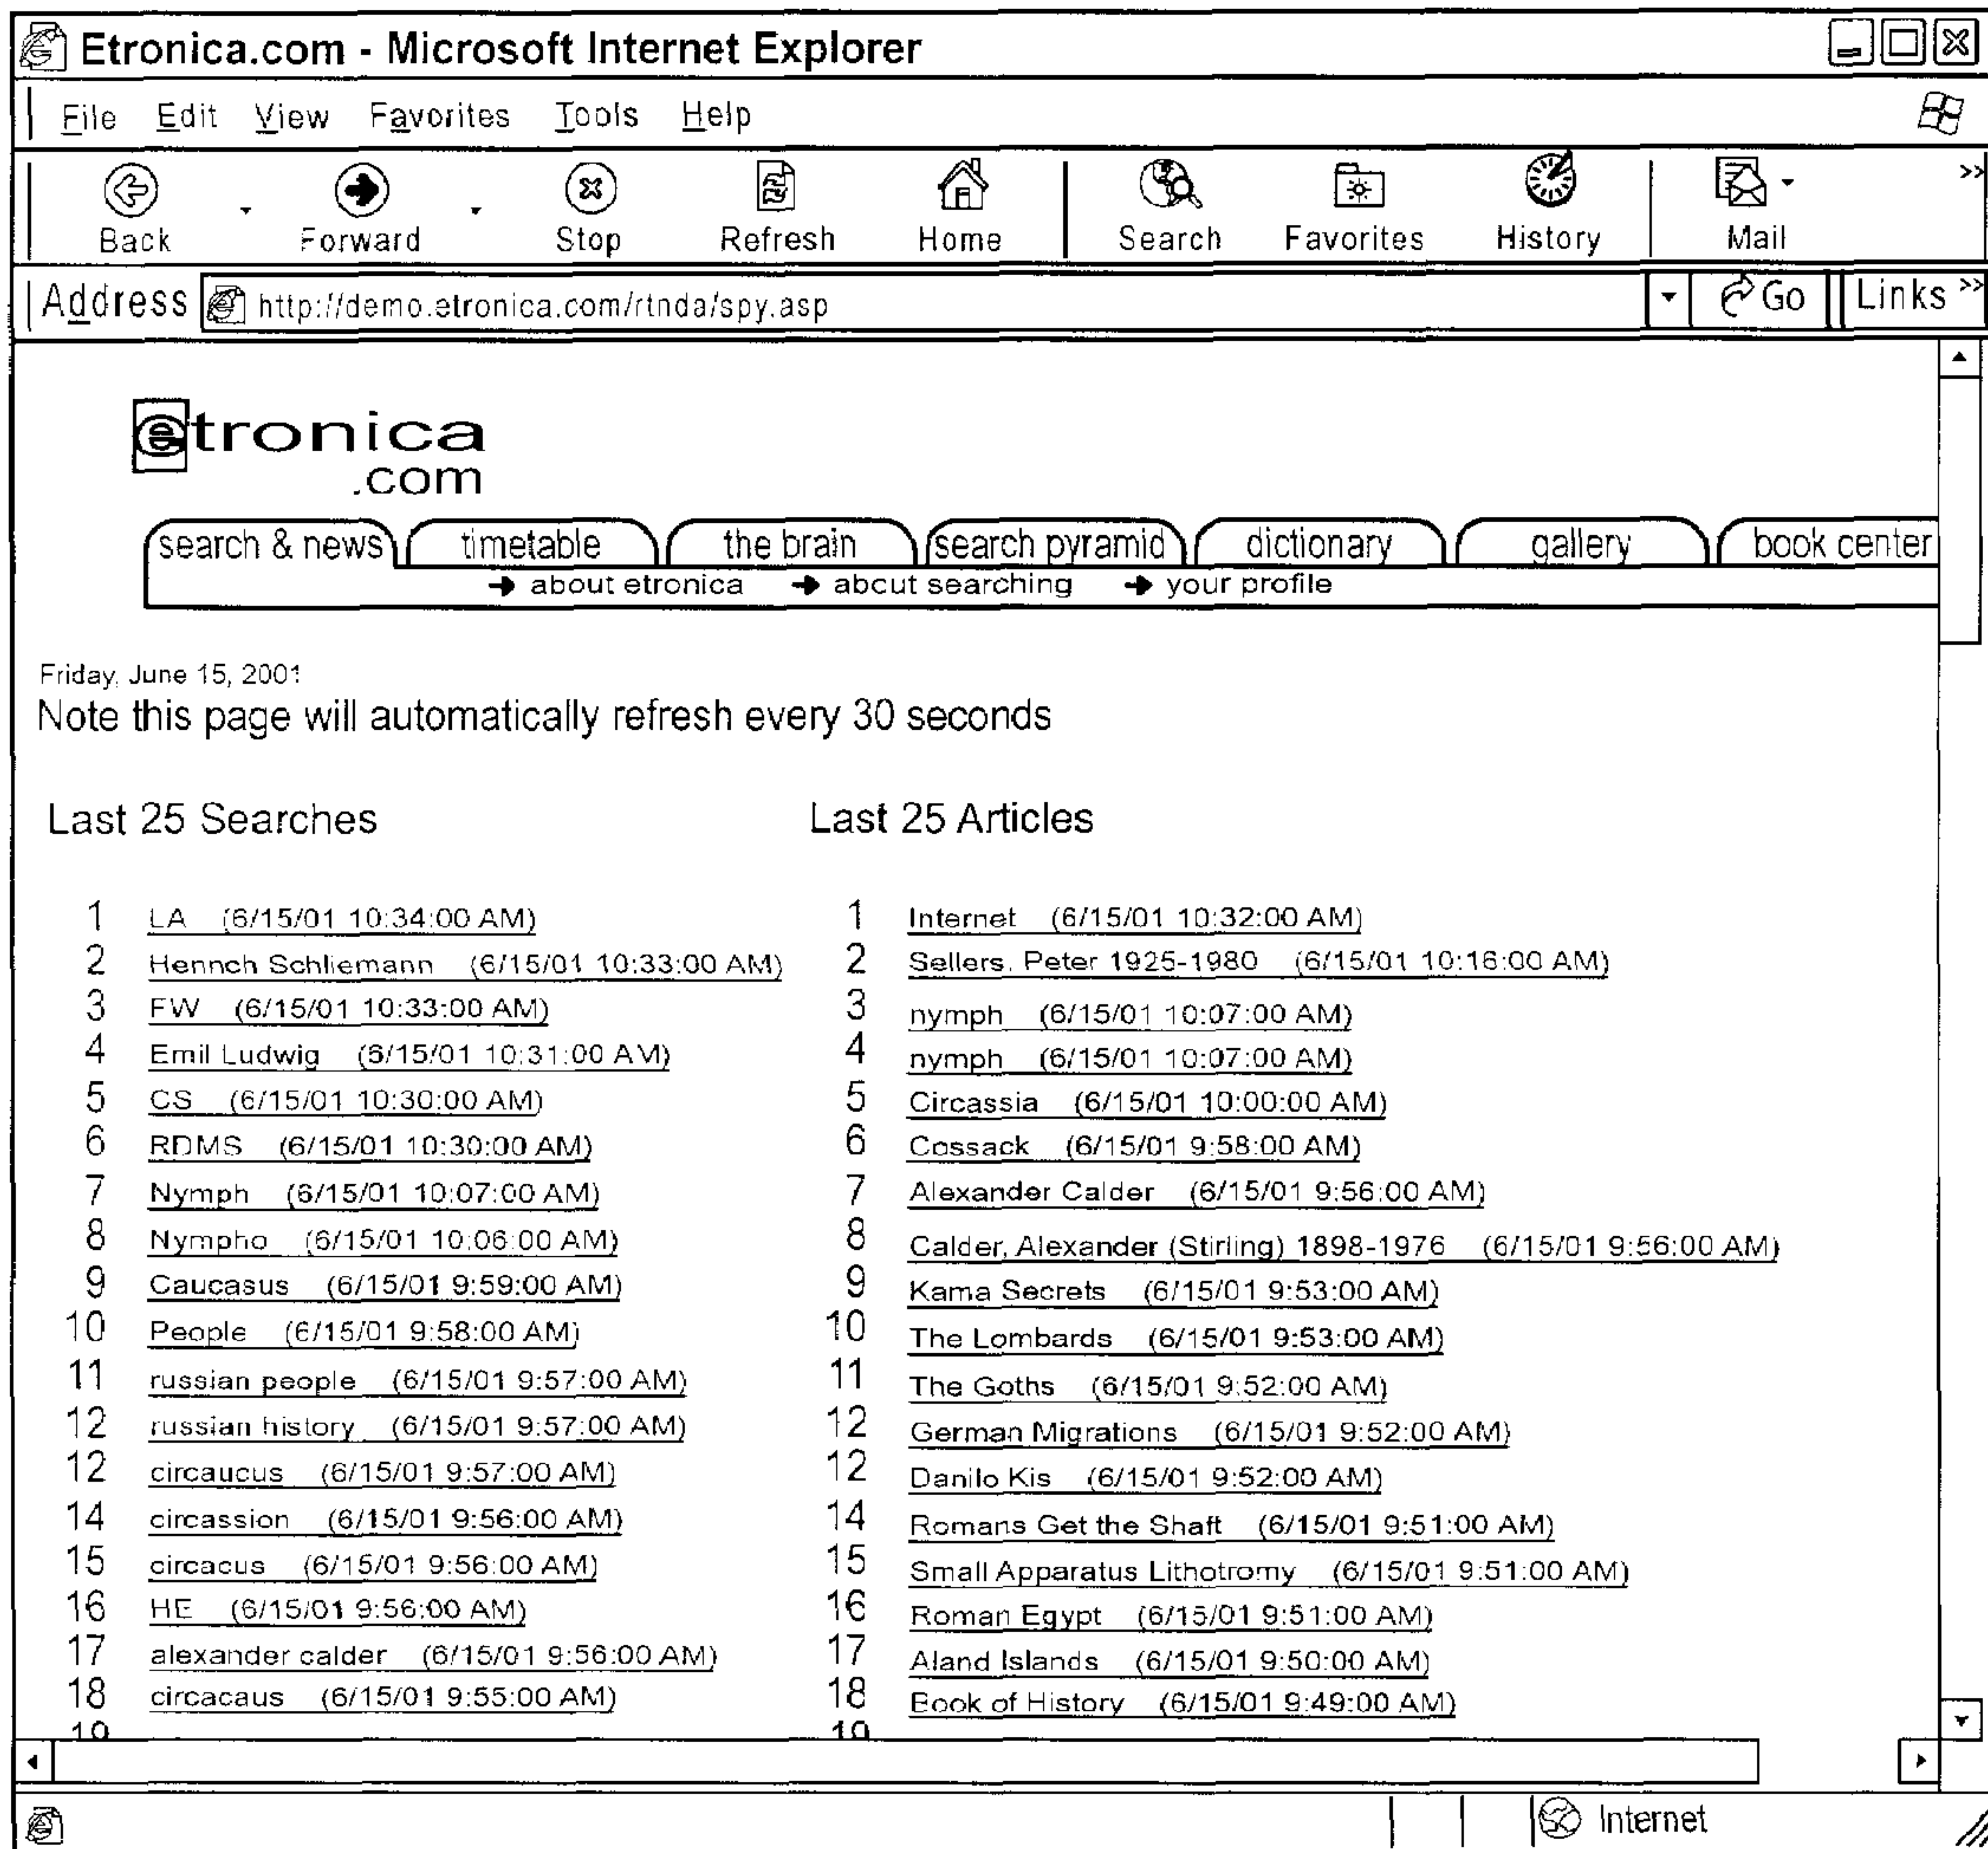 Etronica.com - Microsoft Internet Explorer
File Edit View Favorites Tools Help
Back Forward Stop Refresh Home Search Favorites History Mail >>
Address http://demo.etronica.com/rtnda/spy.asp Go Links >>
etronica
.com
search & news timetable the brain search pyramid dictionary gallery book center
about etronica abcut searching your profile
Friday, June 15, 2001
Note this page will automatically refresh every 30 seconds
Last 25 Searches Last 25 Articles
1 LA (6/15/01 10:34:00 AM) 1 Internet (6/15/01 10:32:00 AM)
2 Hennch Schliemann (6/15/01 10:33:00 AM) 2 Sellers, Peter 1925-1980 (6/15/01 10:16:00 AM)
3 FW (6/15/01 10:33:00 AM) 3 nymph (6/15/01 10:07:00 AM)
4 Emil Ludwig (6/15/01 10:31:00 AM) 4 nymph (6/15/01 10:07:00 AM)
5 CS (6/15/01 10:30:00 AM) 5 Circassia (6/15/01 10:00:00 AM)
6 RDMS (6/15/01 10:30:00 AM) 6 Cossack (6/15/01 9:58:00 AM)
7 Nymph (6/15/01 10:07:00 AM) 7 Alexander Calder (6/15/01 9:56:00 AM)
8 Nympho (6/15/01 10:06:00 AM) 8 Calder, Alexander (Stirling) 1898-1976 (6/15/01 9:56:00 AM)
9 Caucasus (6/15/01 9:59:00 AM) 9 Kama Secrets (6/15/01 9:53:00 AM)
10 People (6/15/01 9:58:00 AM) 10 The Lombards (6/15/01 9:53:00 AM)
11 russian people (6/15/01 9:57:00 AM) 11 The Goths (6/15/01 9:52:00 AM)
12 russian history (6/15/01 9:57:00 AM) 12 German Migrations (6/15/01 9:52:00 AM)
12 circaucus (6/15/01 9:57:00 AM) 12 Danilo Kis (6/15/01 9:52:00 AM)
14 circassion (6/15/01 9:56:00 AM) 14 Romans Get the Shaft (6/15/01 9:51:00 AM)
15 circacus (6/15/01 9:56:00 AM) 15 Small Apparatus Lithotromy (6/15/01 9:51:00 AM)
16 HE (6/15/01 9:56:00 AM) 16 Roman Egypt (6/15/01 9:51:00 AM)
17 alexander calder (6/15/01 9:56:00 AM) 17 Aland Islands (6/15/01 9:50:00 AM)
18 circacaus (6/15/01 9:55:00 AM) 18 Book of History (6/15/01 9:49:00 AM)
19 19
Internet